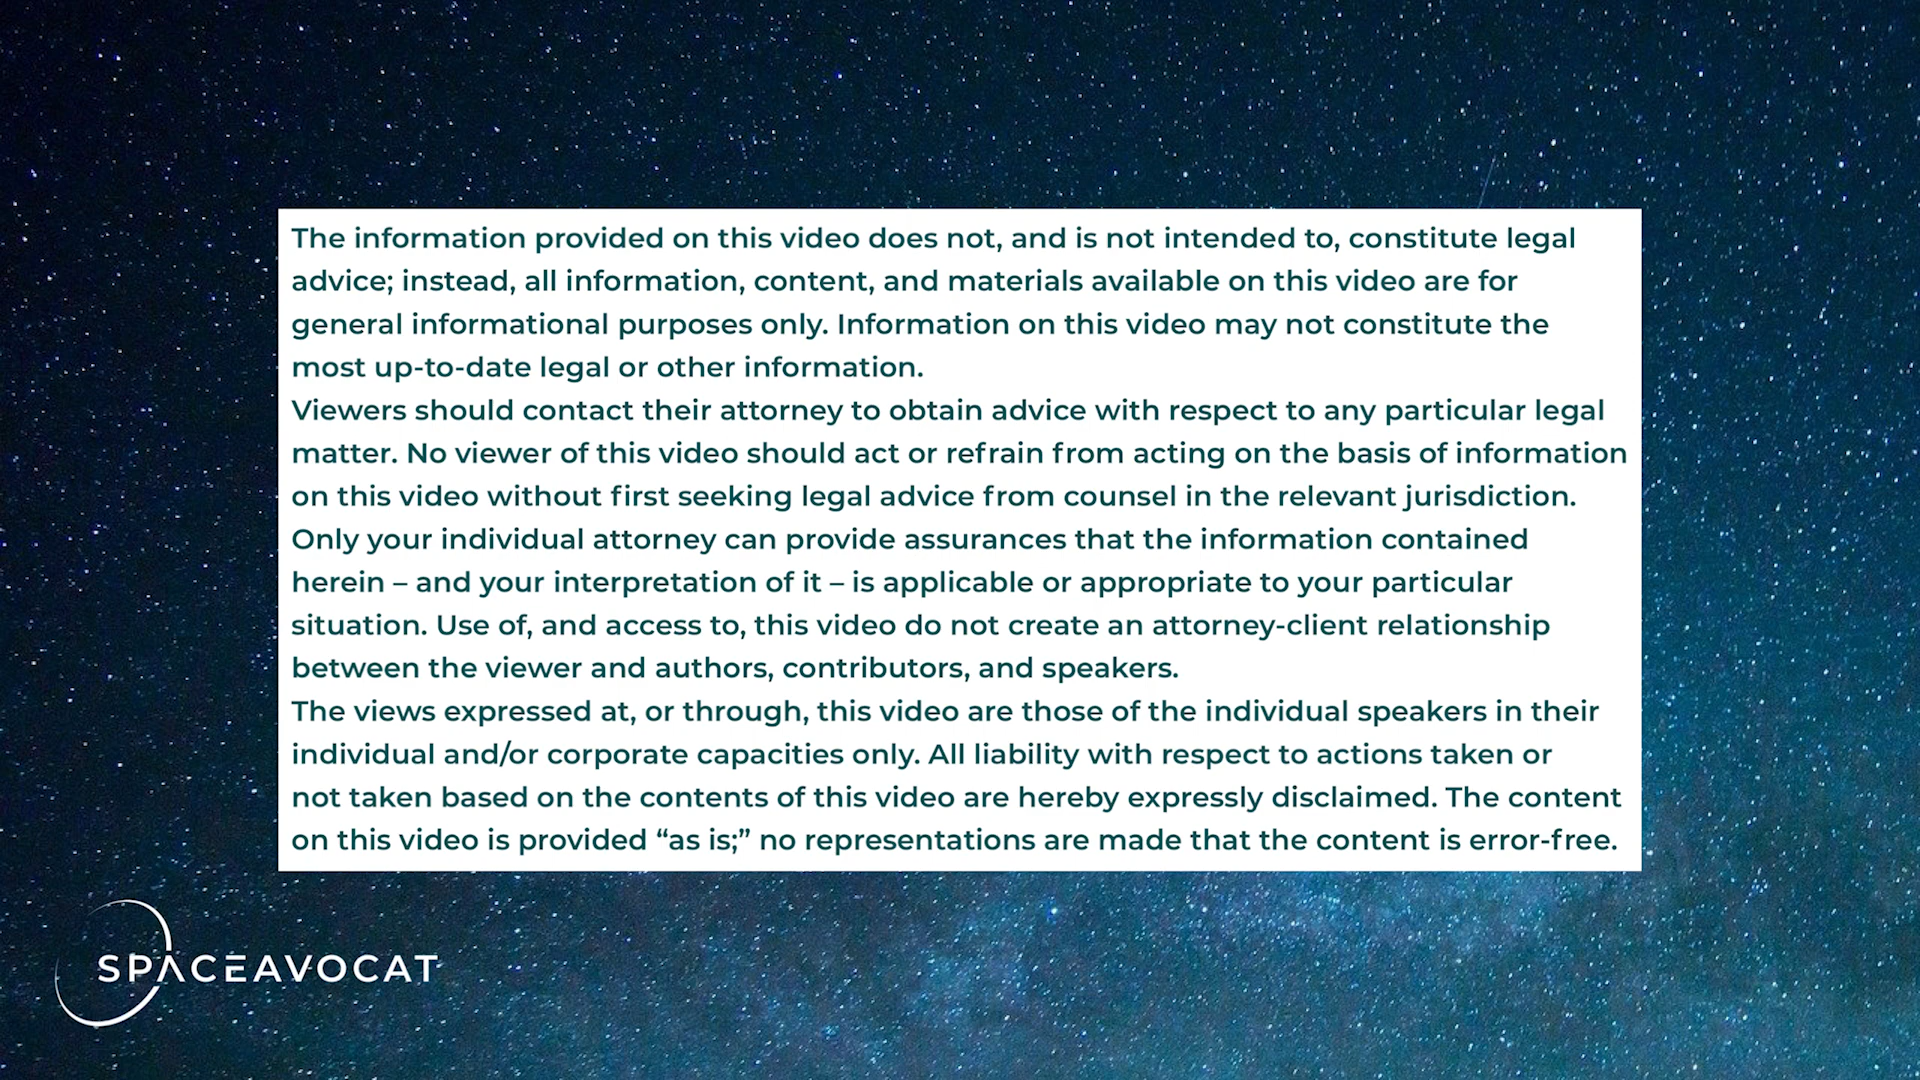 The information provided on this video does not, and is not intended to, constitute legal
advice; instead, all information, content, and materials available on this video are for
general informational purposes only. Information on this video may not constitute the
most up-to-date legal or other information.
Viewers should contact their attorney to obtain advice with respect to any particular legal
matter. No viewer of this video should act or refrain from acting on the basis of information
on this video without first seeking legal advice from counsel in the relevant jurisdiction.
Only your individual attorney can provide assurances that the information contained
herein – and your interpretation of it – is applicable or appropriate to your particular
situation. Use of, and access to, this video do not create an attorney-client relationship
between the viewer and authors, contributors, and speakers.
The views expressed at, or through, this video are those of the individual speakers in their
individual and/or corporate capacities only. All liability with respect to actions taken or
not taken based on the contents of this video are hereby expressly disclaimed. The content
on this video is provided “as is;” no representations are made that the content is error-free.
SPACEAVOCAT